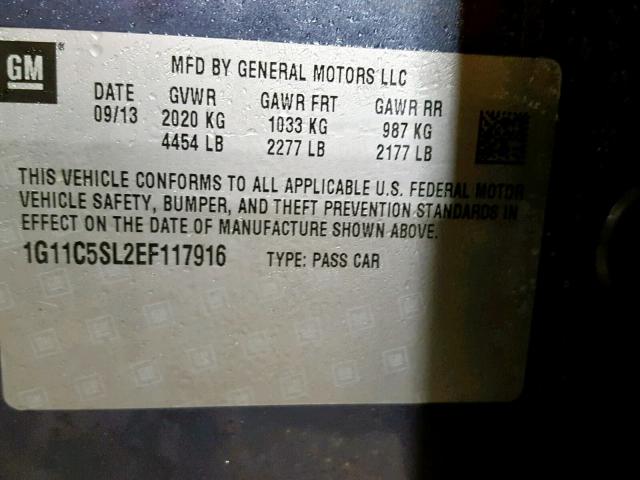 GM ®
MFD BY GENERAL MOTORS LLC
DATE GVWR GAWR FRT GAWR RR
09/13 2020 KG 1033 KG 987 KG
4454 LB 2277 LB 2177 LB
THIS VEHICLE CONFORMS TO ALL APPLICABLE U.S. FEDERAL MOTOR
VEHICLE SAFETY, BUMPER, AND THEFT PREVENTION STANDARDS IN
EFFECT ON THE DATE OF MANUFACTURE SHOWN ABOVE.
1G11C5SL2EF117916 TYPE: PASS CAR